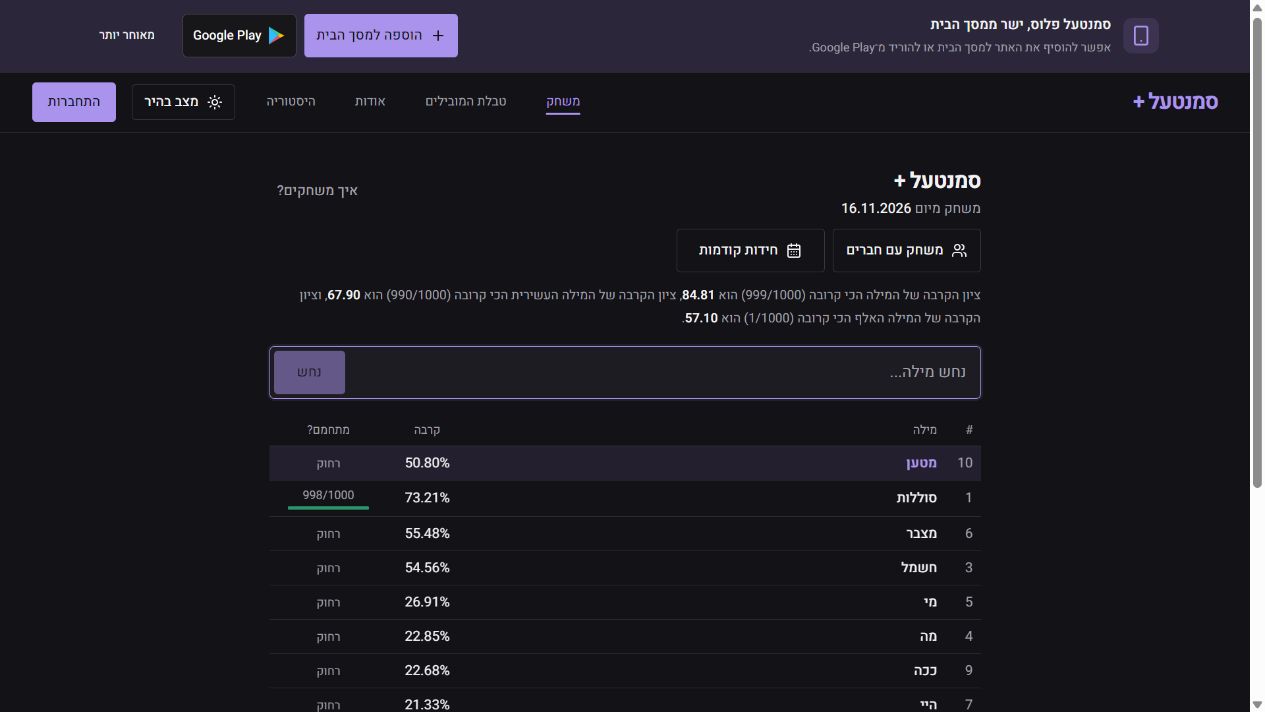 סמנטעל פלוס, ישר ממסך הבית
אפשר להוסיף את האתר למסך הבית או להוריד מ־Google Play.
הוספה למסך הבית +
Google Play
מאוחר יותר
סמנטעל +
משחק
טבלת המובילים
אודות
היסטוריה
מצב בהיר
התחברות
סמנטעל +
איך משחקים?
משחק מיום 16.11.2026
משחק עם חברים
חידות קודמות
ציון הקרבה של המילה הכי קרובה (999/1000) הוא 84.81, ציון הקרבה של המילה העשירית הכי קרובה (990/1000) הוא 67.90, וציון
הקרבה של המילה האלף הכי קרובה (1/1000) הוא 57.10.
נחש מילה...
נחש
# מילה קרבה מתחמם?
10 מטען 50.80% רחוק
1 סוללות 73.21% 998/1000
6 מצבר 55.48% רחוק
3 חשמל 54.56% רחוק
5 מי 26.91% רחוק
4 מה 22.85% רחוק
9 ככה 22.68% רחוק
7 היי 21.33% רחוק